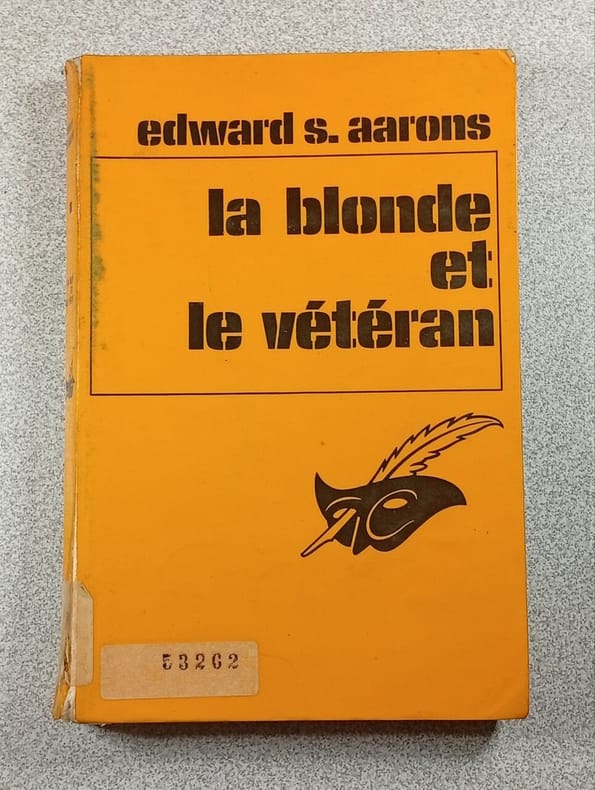 edward s. aarons
la blonde
et
le vétéran
53262